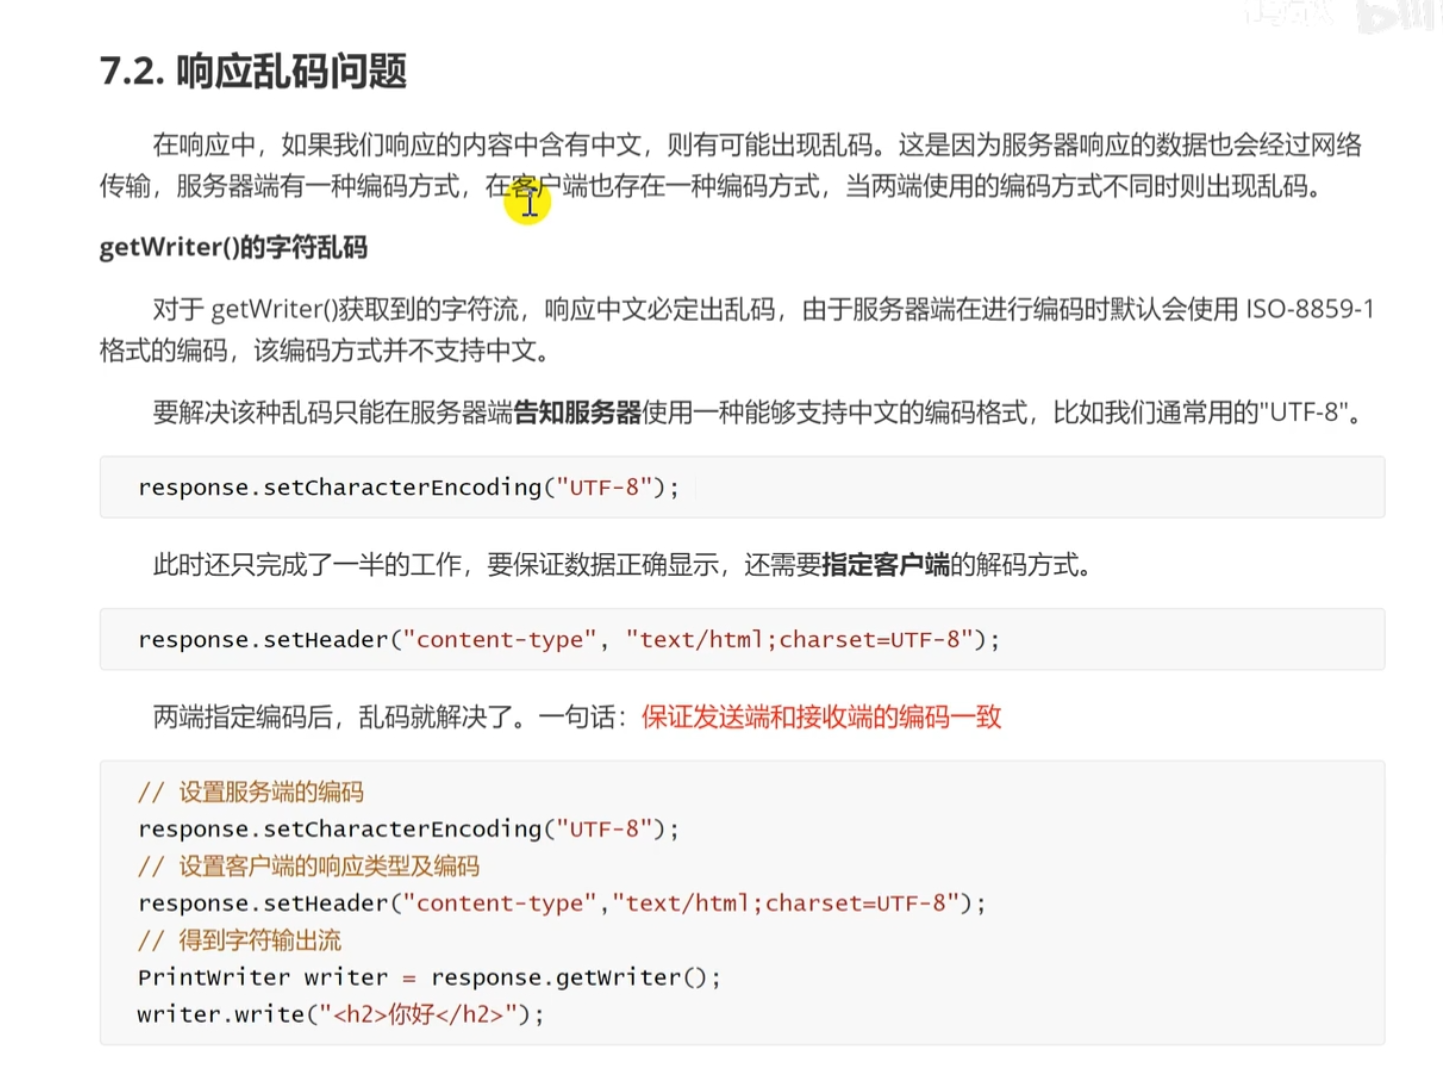 7.2. 响应乱码问题
在响应中，如果我们响应的内容中含有中文，则有可能出现乱码。这是因为服务器响应的数据也会经过网络
传输，服务器端有一种编码方式，在客户端也存在一种编码方式，当两端使用的编码方式不同时则出现乱码。
getWriter()的字符乱码
对于 getWriter()获取到的字符流，响应中文必定出乱码，由于服务器端在进行编码时默认会使用 ISO-8859-1
格式的编码，该编码方式并不支持中文。
要解决该种乱码只能在服务器端告知服务器使用一种能够支持中文的编码格式，比如我们通常用的"UTF-8"。
response.setCharacterEncoding("UTF-8");
此时还只完成了一半的工作，要保证数据正确显示，还需要指定客户端的解码方式。
response.setHeader("content-type", "text/html;charset=UTF-8");
两端指定编码后，乱码就解决了。一句话：保证发送端和接收端的编码一致
// 设置服务端的编码
response.setCharacterEncoding("UTF-8");
// 设置客户端的响应类型及编码
response.setHeader("content-type","text/html;charset=UTF-8");
// 得到字符输出流
PrintWriter writer = response.getWriter();
writer.write("<h2>你好</h2>");